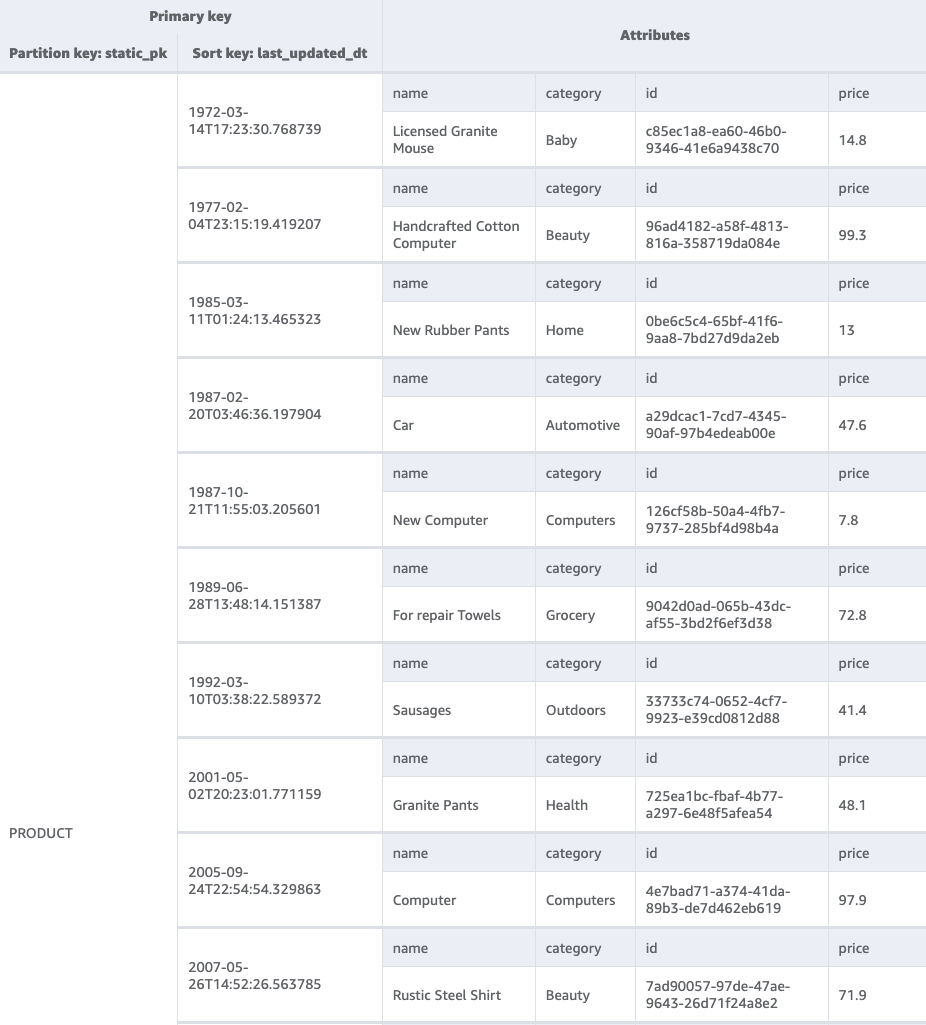 Primary key
Attributes
Partition key: static_pk
Sort key: last_updated_dt
name
category
id
price
1972-03-
14T17:23:30.768739
Licensed Granite
Mouse
Baby
c85ec1a8-ea60-46b0-
9346-41e6a9438c70
14.8
name
category
id
price
1977-02-
04T23:15:19.419207
Handcrafted Cotton
Computer
Beauty
96ad4182-a58f-4813-
816a-358719da084e
99.3
name
category
id
price
1985-03-
11T01:24:13.465323
New Rubber Pants
Home
0be6c5c4-65bf-41f6-
9aa8-7bd27d9da2eb
13
name
category
id
price
1987-02-
20T03:46:36.197904
Car
Automotive
a29dcac1-7cd7-4345-
90af-97b4edeab00e
47.6
name
category
id
price
1987-10-
21T11:55:03.205601
New Computer
Computers
126cf58b-50a4-4fb7-
9737-285bf4d98b4a
7.8
name
category
id
price
1989-06-
28T13:48:14.151387
For repair Towels
Grocery
9042d0ad-065b-43dc-
af55-3bd2f6ef3d38
72.8
name
category
id
price
1992-03-
10T03:38:22.589372
Sausages
Outdoors
33733c74-0652-4cf7-
9923-e39cd0812d88
41.4
name
category
id
price
2001-05-
02T20:23:01.771159
Granite Pants
Health
725ea1bc-fbaf-4b77-
a297-6e48f5afea54
48.1
PRODUCT
name
category
id
price
2005-09-
24T22:54:54.329863
Computer
Computers
4e7bad71-a374-41da-
89b3-de7d462eb619
97.9
name
category
id
price
2007-05-
26T14:52:26.563785
Rustic Steel Shirt
Beauty
7ad90057-97de-47ae-
9643-26d71f24a8e2
71.9